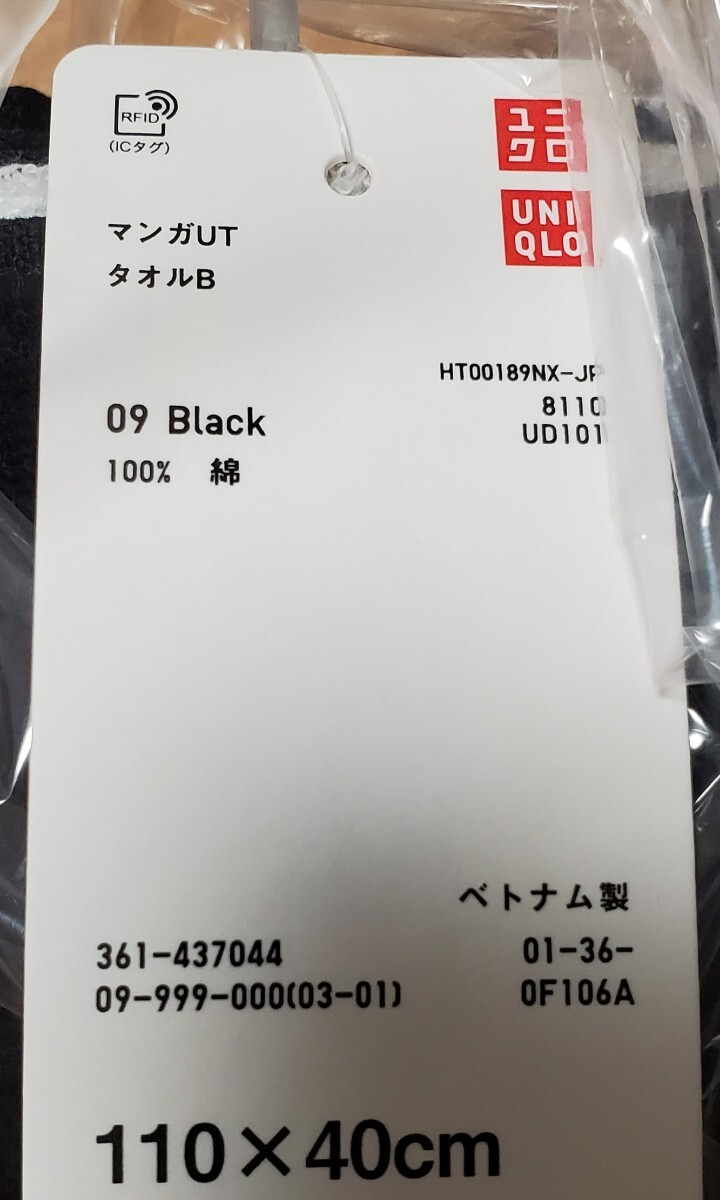 RFID
(ICタグ)
ユニ
クロ
UNI
QLO
マンガUT
タオルB
HT00189NX-JP
8110
UD101
09 Black
100% 綿
ベトナム製
361-437044
01-36-
09-999-000(03-01)
0F106A
110×40cm